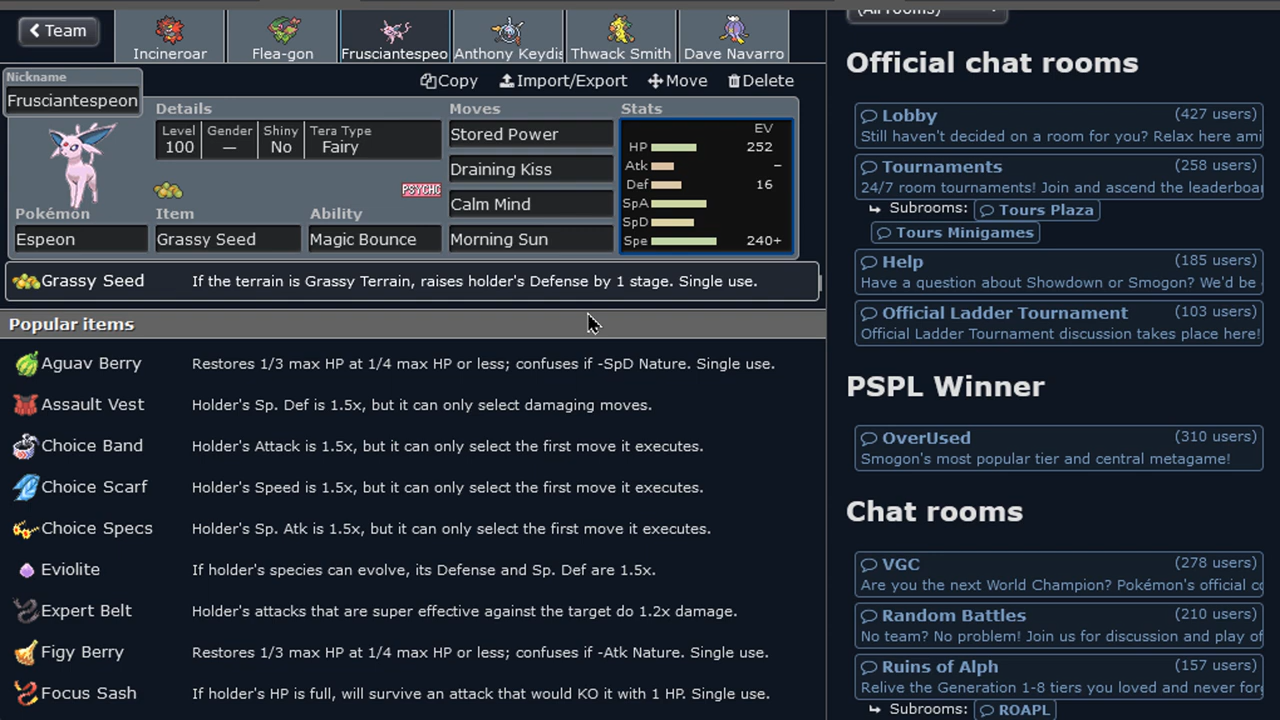 Team
Incineroar
Flea-gon
Frusciantespeo
Anthony Keydis
Thwack Smith
Dave Navarro
Copy
Import/Export
Move
Delete
Nickname
Frusciantespeon
Details
Level
100
Gender
—
Shiny
No
Tera Type
Fairy
PSYCHC
Pokémon
Espeon
Item
Grassy Seed
Ability
Magic Bounce
Moves
Stored Power
Draining Kiss
Calm Mind
Morning Sun
Stats
EV
HP 252
Atk –
Def 16
SpA
SpD
Spe 240+
Grassy Seed If the terrain is Grassy Terrain, raises holder's Defense by 1 stage. Single use.
Popular items
Aguav Berry Restores 1/3 max HP at 1/4 max HP or less; confuses if -SpD Nature. Single use.
Assault Vest Holder's Sp. Def is 1.5x, but it can only select damaging moves.
Choice Band Holder's Attack is 1.5x, but it can only select the first move it executes.
Choice Scarf Holder's Speed is 1.5x, but it can only select the first move it executes.
Choice Specs Holder's Sp. Atk is 1.5x, but it can only select the first move it executes.
Eviolite If holder's species can evolve, its Defense and Sp. Def are 1.5x.
Expert Belt Holder's attacks that are super effective against the target do 1.2x damage.
Figy Berry Restores 1/3 max HP at 1/4 max HP or less; confuses if -Atk Nature. Single use.
Focus Sash If holder's HP is full, will survive an attack that would KO it with 1 HP. Single use.
(All rooms)
Official chat rooms
Lobby (427 users)
Still haven't decided on a room for you? Relax here ami
Tournaments (258 users)
24/7 room tournaments! Join and ascend the leaderboa
Subrooms: Tours Plaza
Tours Minigames
Help (185 users)
Have a question about Showdown or Smogon? We'd be
Official Ladder Tournament (103 users)
Official Ladder Tournament discussion takes place here!
PSPL Winner
OverUsed (310 users)
Smogon's most popular tier and central metagame!
Chat rooms
VGC (278 users)
Are you the next World Champion? Pokémon's official co
Random Battles (210 users)
No team? No problem! Join us for discussion and play of
Ruins of Alph (157 users)
Relive the Generation 1-8 tiers you loved and never for
Subrooms: ROAPL